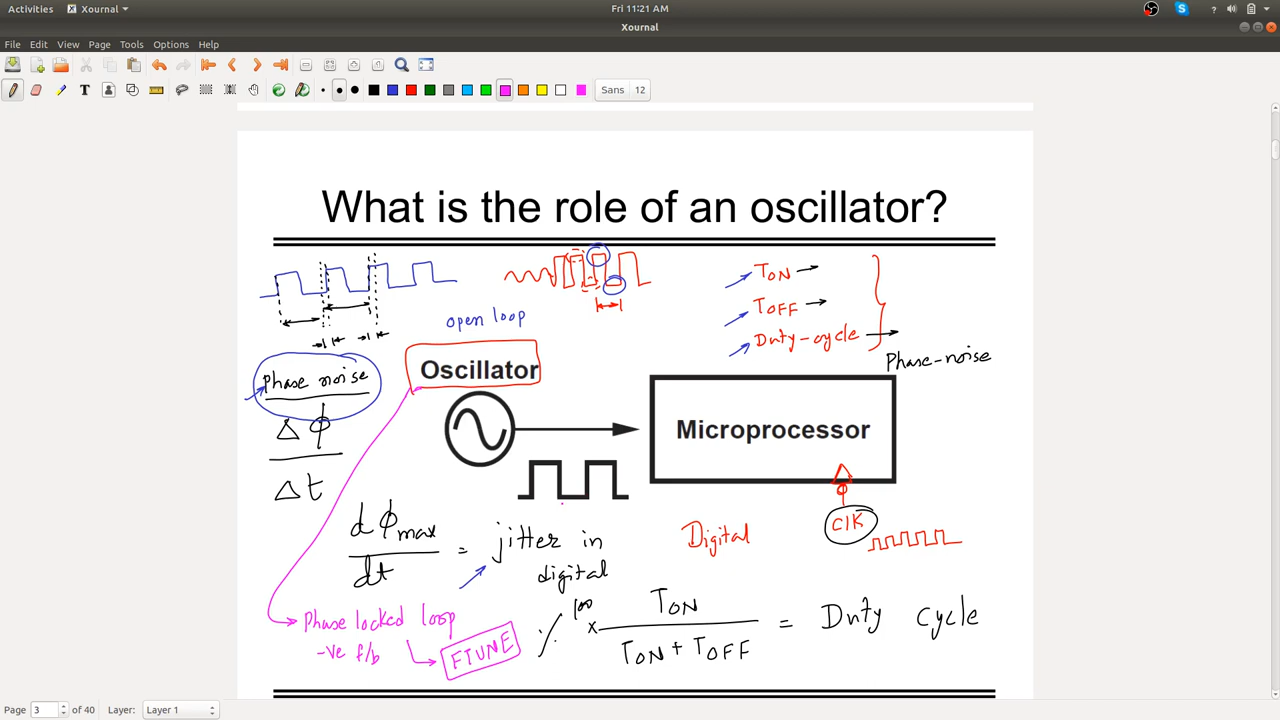 Activities
Xournal
Fri 11:21 AM
Xournal
File Edit View Page Tools Options Help
Sans 12
What is the role of an oscillator?
open loop
TON
TOFF
Duty-cycle
Phase-noise
Oscillator
Phase noise
Δφ
Δt
Microprocessor
CLK
Digital
dφmax
dt
= jitter in
digital
Phase locked loop
-ve f/b
FTUNE
% 100 x TON
TON + TOFF
= Duty cycle
Page 3 of 40 Layer: Layer 1